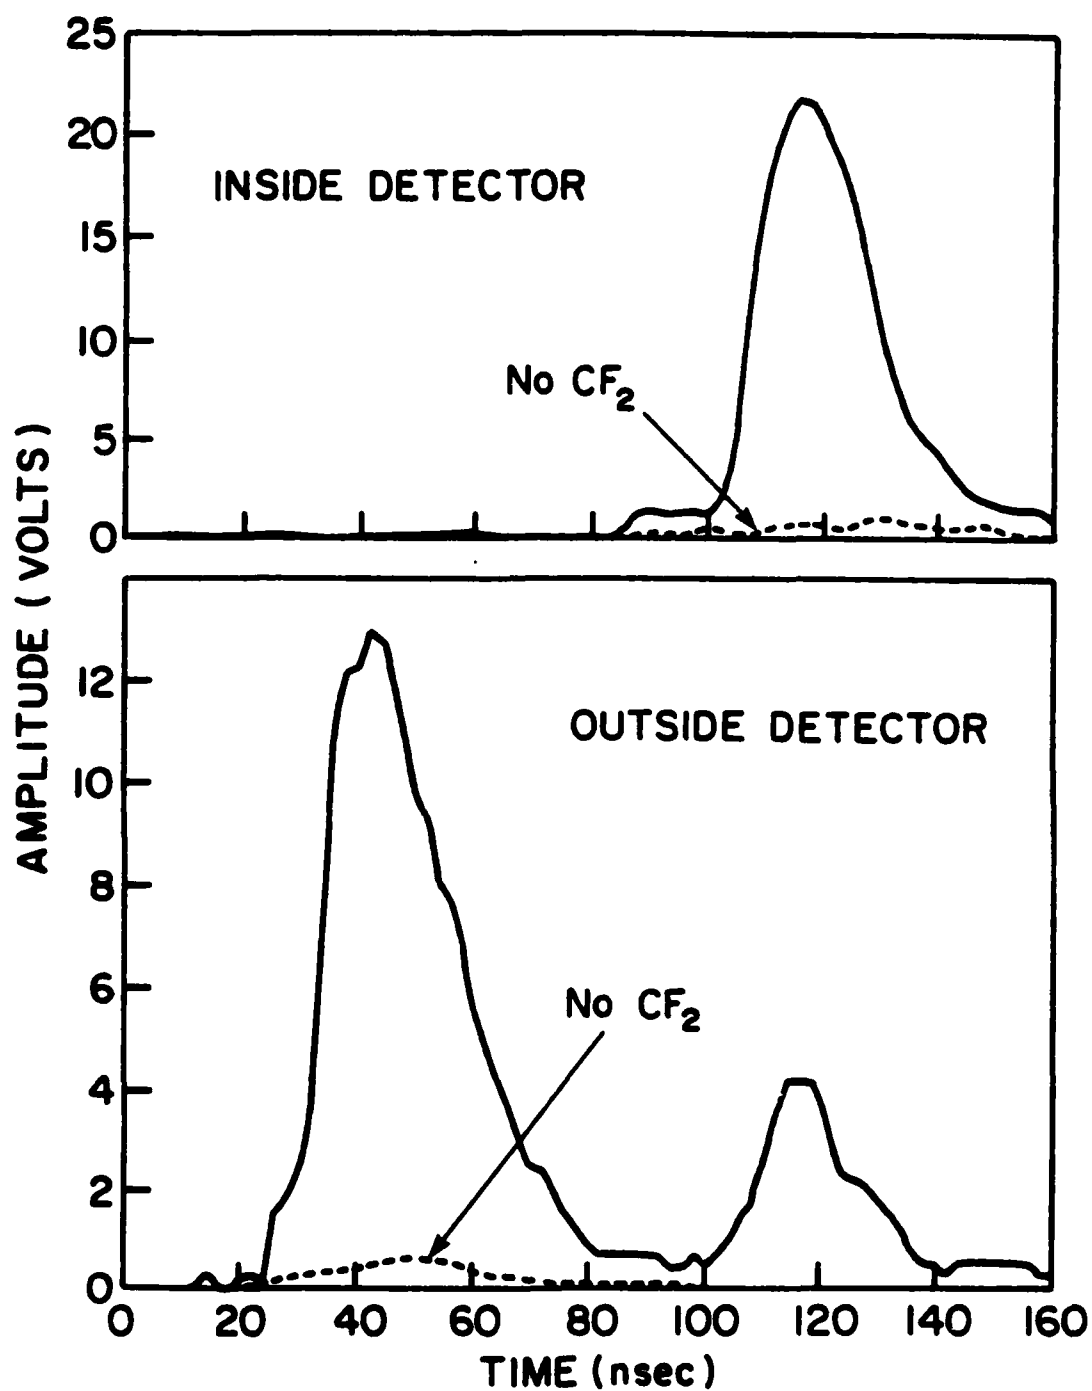 25
20
15
10
5
0
INSIDE DETECTOR
No CF₂
AMPLITUDE (VOLTS)
12
10
8
6
4
2
0
OUTSIDE DETECTOR
No CF₂
0 20 40 60 80 100 120 140 160
TIME (nsec)